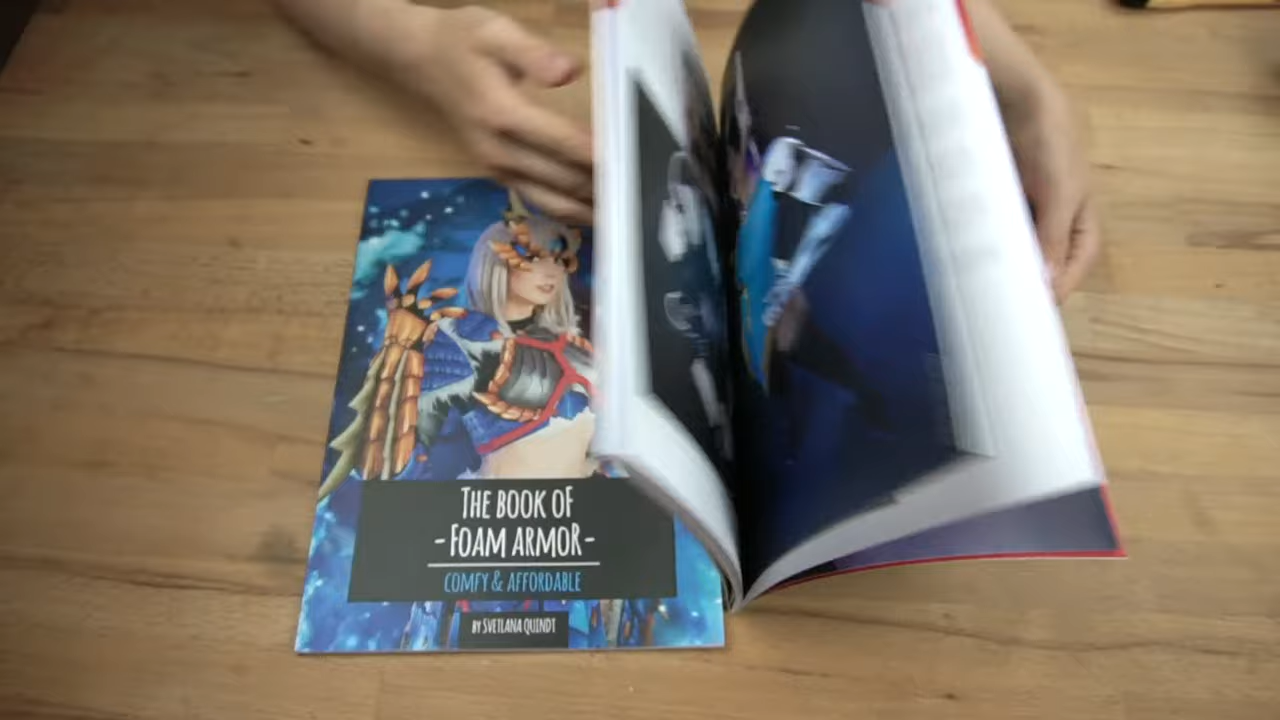 THE BOOK OF
- FOAM ARMOR -
COMFY & AFFORDABLE
BY SVETLANA QUINDT